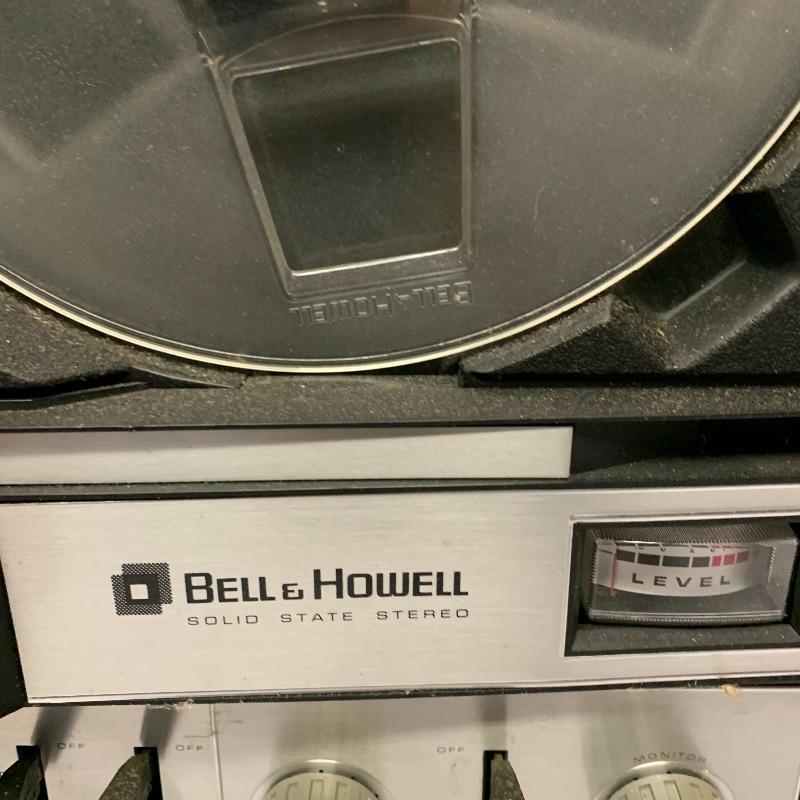 BELL & HOWELL
BELL & HOWELL
SOLID STATE STEREO
LEVEL
OFF
OFF
OFF
MONITOR